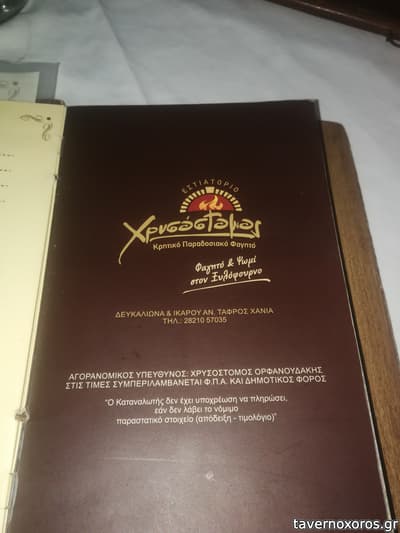 ΕΣΤΙΑΤΟΡΙΟ
Χρυσόστομος
Κρητικό Παραδοσιακό Φαγητό
Φαγητό & Ψωμί
στον Ξυλόφουρνο
ΔΕΥΚΑΛΙΩΝΑ & ΙΚΑΡΟΥ ΑΝ. ΤΑΦΡΟΣ ΧΑΝΙΑ
ΤΗΛ.: 28210 57035
ΑΓΟΡΑΝΟΜΙΚΟΣ ΥΠΕΥΘΥΝΟΣ: ΧΡΥΣΟΣΤΟΜΟΣ ΟΡΦΑΝΟΥΔΑΚΗΣ
ΣΤΙΣ ΤΙΜΕΣ ΣΥΜΠΕΡΙΛΑΜΒΑΝΕΤΑΙ Φ.Π.Α. ΚΑΙ ΔΗΜΟΤΙΚΟΣ ΦΟΡΟΣ
"Ο Καταναλωτής δεν έχει υποχρέωση να πληρώσει,
εάν δεν λάβει το νόμιμο
παραστατικό στοιχείο (απόδειξη - τιμολόγιο)"
tavernoxoros.gr